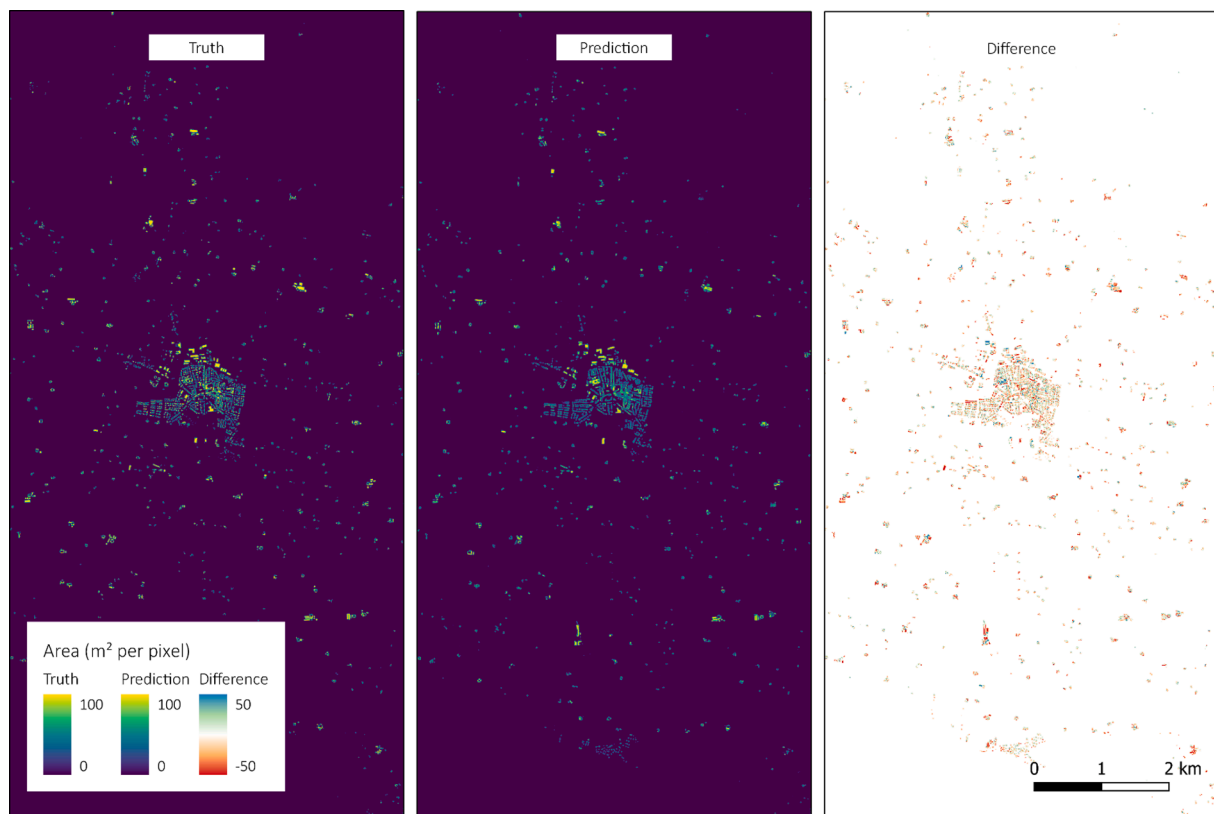 Truth
Prediction
Difference
Area (m² per pixel)
Truth Prediction Difference
100 100 50
0 0 -50
0 1 2 km